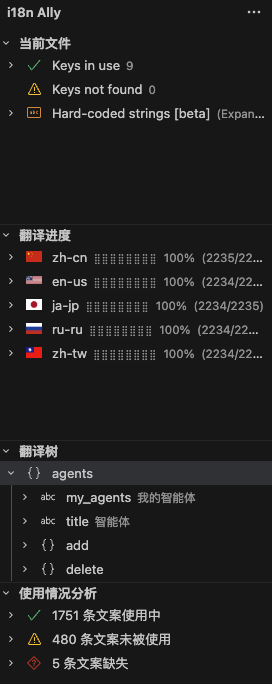 i18n Ally
当前文件
Keys in use 9
Keys not found 0
Hard-coded strings [beta] (Expan...
翻译进度
zh-cn 100% (2235/22...
en-us 100% (2234/22...
ja-jp 100% (2234/2235)
ru-ru 100% (2234/22...
zh-tw 100% (2234/22...
翻译树
{} agents
abc my_agents 我的智能体
abc title 智能体
{} add
{} delete
使用情况分析
1751 条文案使用中
480 条文案未被使用
5 条文案缺失